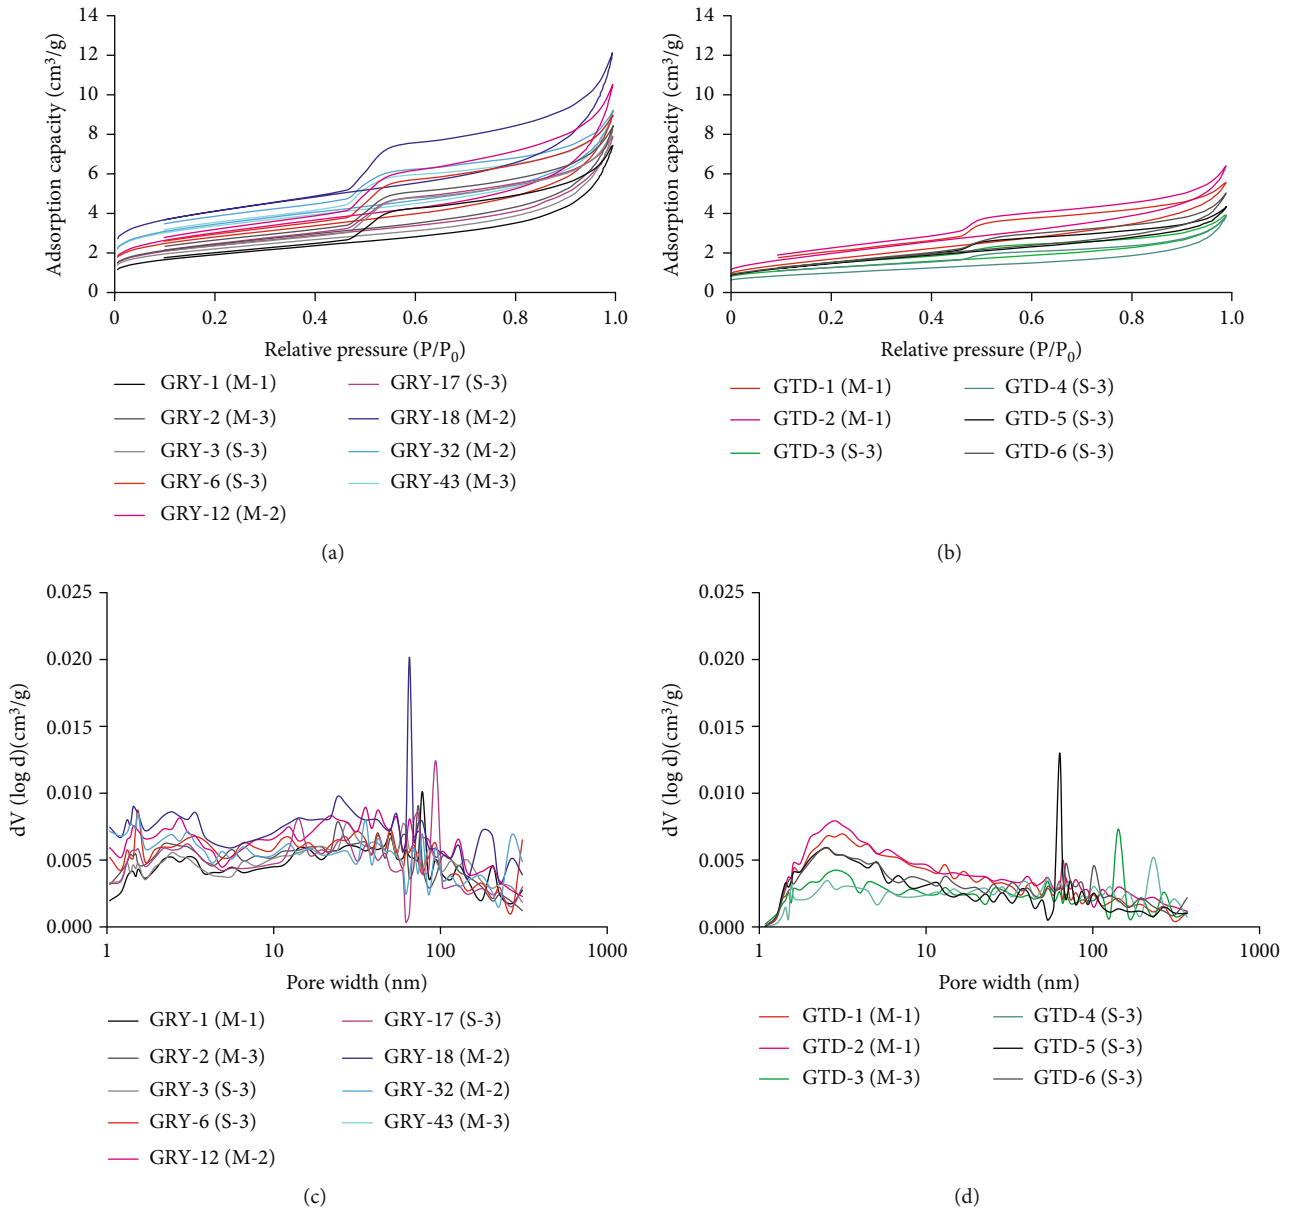 14
12
10
8
6
4
2
0
Adsorption capacity (cm³/g)
0 0.2 0.4 0.6 0.8 1.0
Relative pressure (P/P₀)
GRY-1 (M-1)
GRY-2 (M-3)
GRY-3 (S-3)
GRY-6 (S-3)
GRY-12 (M-2)
GRY-17 (S-3)
GRY-18 (M-2)
GRY-32 (M-2)
GRY-43 (M-3)
(a)
14
12
10
8
6
4
2
0
Adsorption capacity (cm³/g)
0 0.2 0.4 0.6 0.8 1.0
Relative pressure (P/P₀)
GTD-1 (M-1)
GTD-2 (M-1)
GTD-3 (S-3)
GTD-4 (S-3)
GTD-5 (S-3)
GTD-6 (S-3)
(b)
0.025
0.020
0.015
0.010
0.005
0.000
dV (log d)(cm³/g)
1 10 100 1000
Pore width (nm)
GRY-1 (M-1)
GRY-2 (M-3)
GRY-3 (S-3)
GRY-6 (S-3)
GRY-12 (M-2)
GRY-17 (S-3)
GRY-18 (M-2)
GRY-32 (M-2)
GRY-43 (M-3)
(c)
0.025
0.020
0.015
0.010
0.005
0.000
dV (log d)(cm³/g)
1 10 100 1000
Pore width (nm)
GTD-1 (M-1)
GTD-2 (M-1)
GTD-3 (M-3)
GTD-4 (S-3)
GTD-5 (S-3)
GTD-6 (S-3)
(d)